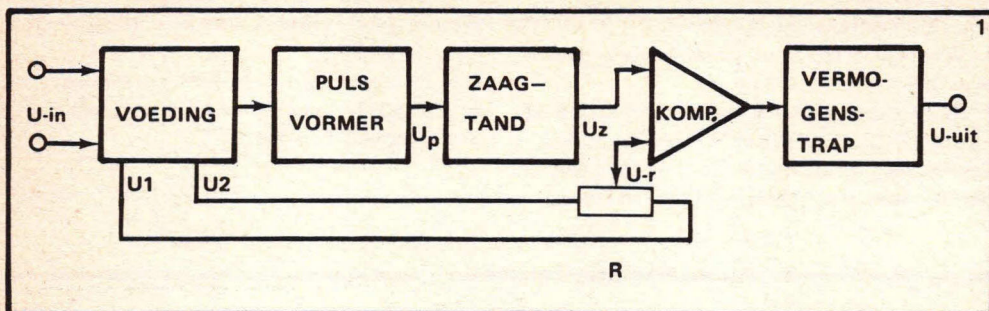 1
U-in
VOEDING
PULS
VORMER
Up
ZAAG–
TAND
Uz
KOMP.
U-r
VERMO-
GENS-
TRAP
U-uit
U1
U2
R